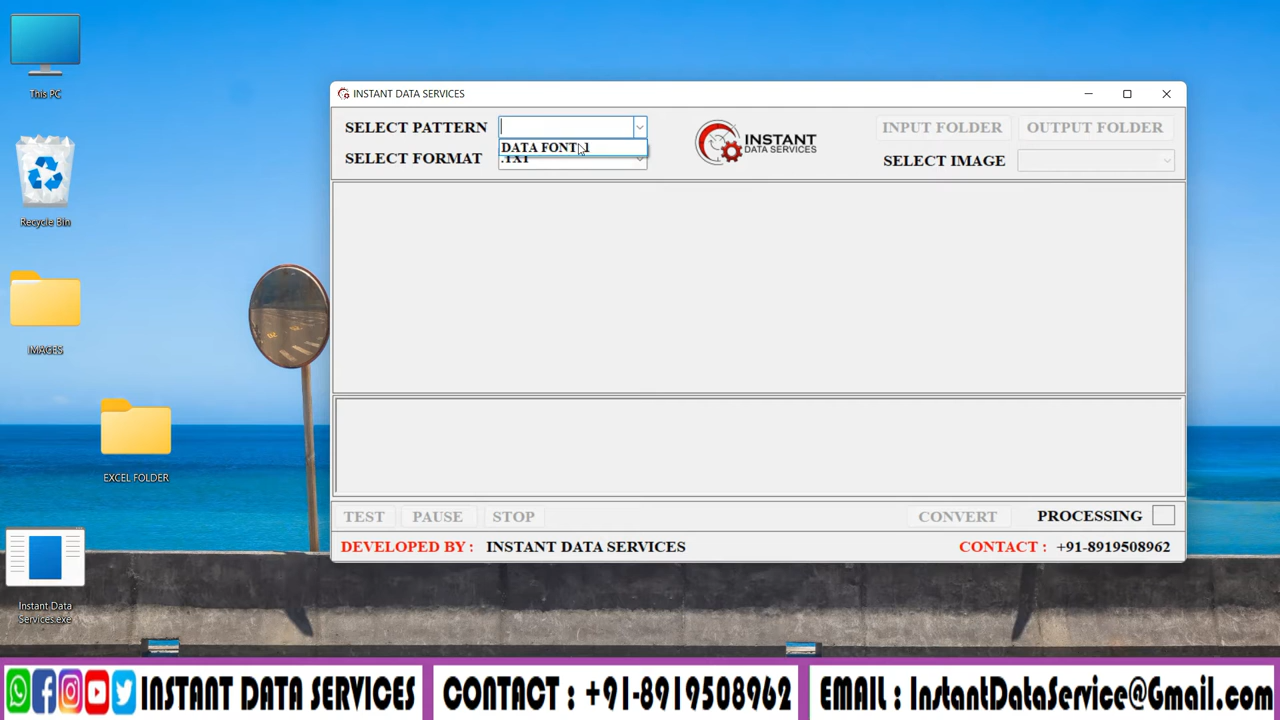 This PC
Recycle Bin
IMAGES
EXCEL FOLDER
Instant Data
Services.exe
INSTANT DATA SERVICES
SELECT PATTERN
DATA FONT 1
SELECT FORMAT .TXT
INSTANT
DATA SERVICES
INPUT FOLDER OUTPUT FOLDER
SELECT IMAGE
TEST PAUSE STOP CONVERT PROCESSING
DEVELOPED BY : INSTANT DATA SERVICES CONTACT : +91-8919508962
INSTANT DATA SERVICES CONTACT : +91-8919508962 EMAIL : InstantDataService@Gmail.com